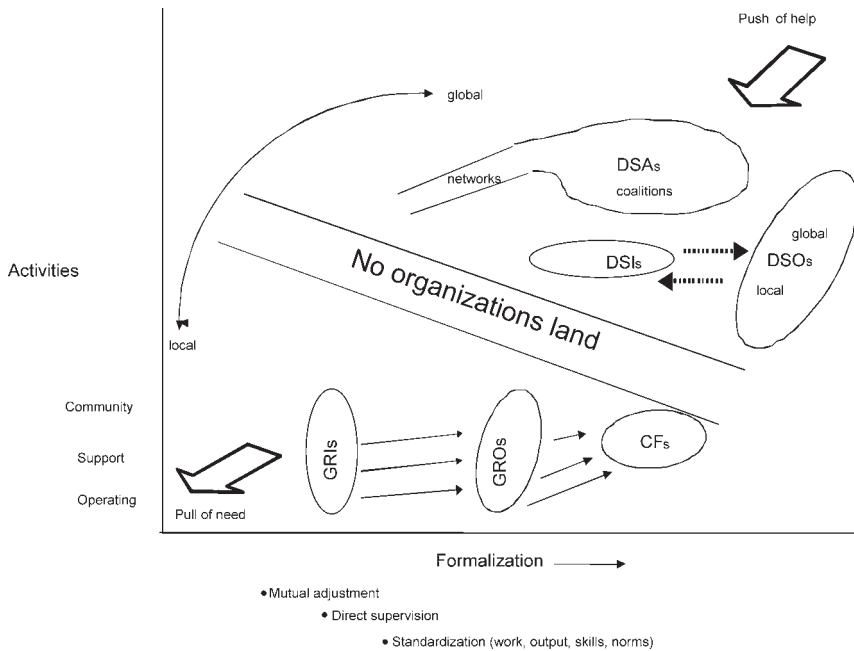 Push of help
global
DSAs
networks
coalitions
global
DSIs
DSOs
local
No organizations land
Activities
local
Community
Support
Operating
GRIs
GROs
CFs
Pull of need
Formalization
• Mutual adjustment
• Direct supervision
• Standardization (work, output, skills, norms)